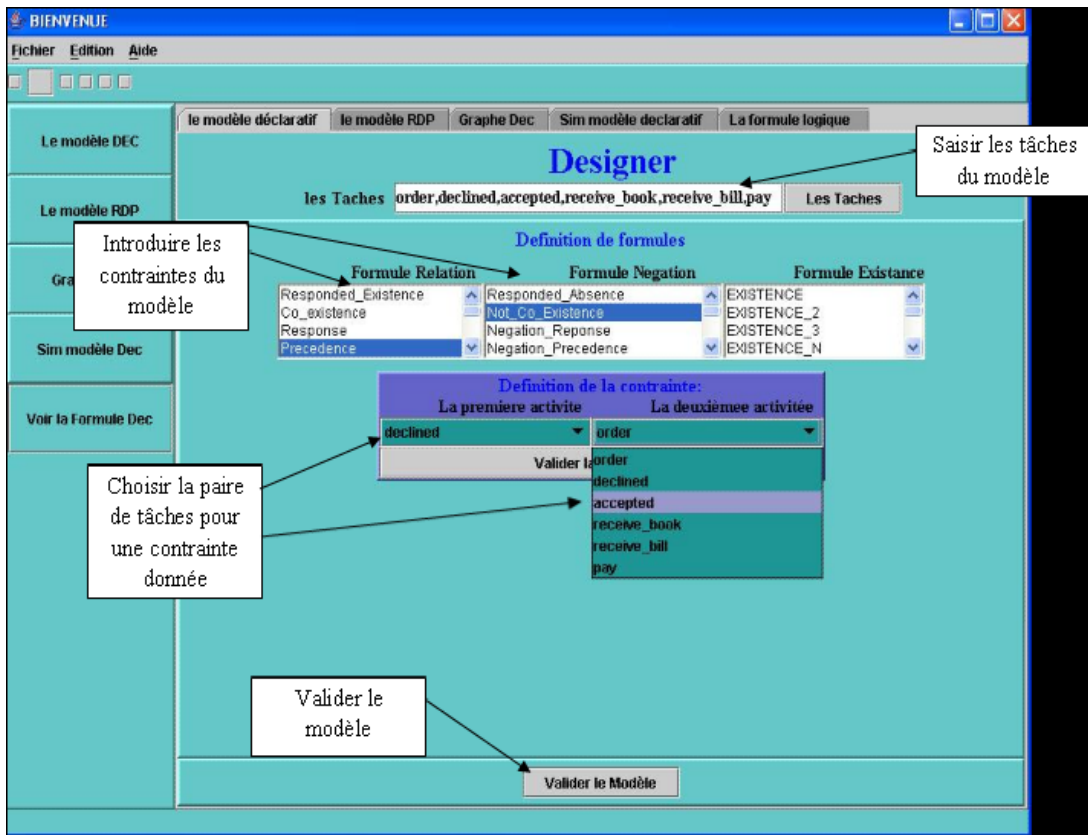 BIENVENUE
Fichier Edition Aide
le modèle déclaratif le modèle RDP Graphe Dec Sim modèle declaratif La formule logique
Le modèle DEC
Le modèle RDP
Gra
Sim modèle Dec
Voir la Formule Dec
Designer
Saisir les tâches
du modèle
les Taches order,declined,accepted,receive_book,receive_bill,pay Les Taches
Introduire les
contraintes du
modèle
Definition de formules
Formule Relation Formule Negation Formule Existance
Responded_Existence Responded_Absence EXISTENCE
Co_existence Not_Co_Existence EXISTENCE_2
Response Negation_Reponse EXISTENCE_3
Precedence Negation_Precedence EXISTENCE_N
Definition de la contrainte:
La premiere activite La deuxièmee activitée
declined order
Valider la
order
declined
accepted
receive_book
receive_bill
pay
Choisir la paire
de tâches pour
une contrainte
donnée
Valider le
modèle
Valider le Modèle